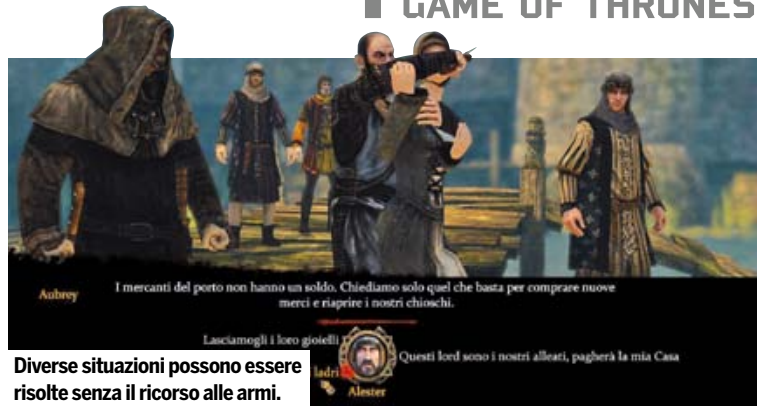 GAME OF THRONES
Aubrey
I mercanti del porto non hanno un soldo. Chiediamo solo quel che basta per comprare nuove
merci e riaprire i nostri chioschi.
Lasciamogli i loro gioielli
Questi lord sono i nostri alleati, pagherà la mia Casa
ladri
Alester
Diverse situazioni possono essere
risolte senza il ricorso alle armi.